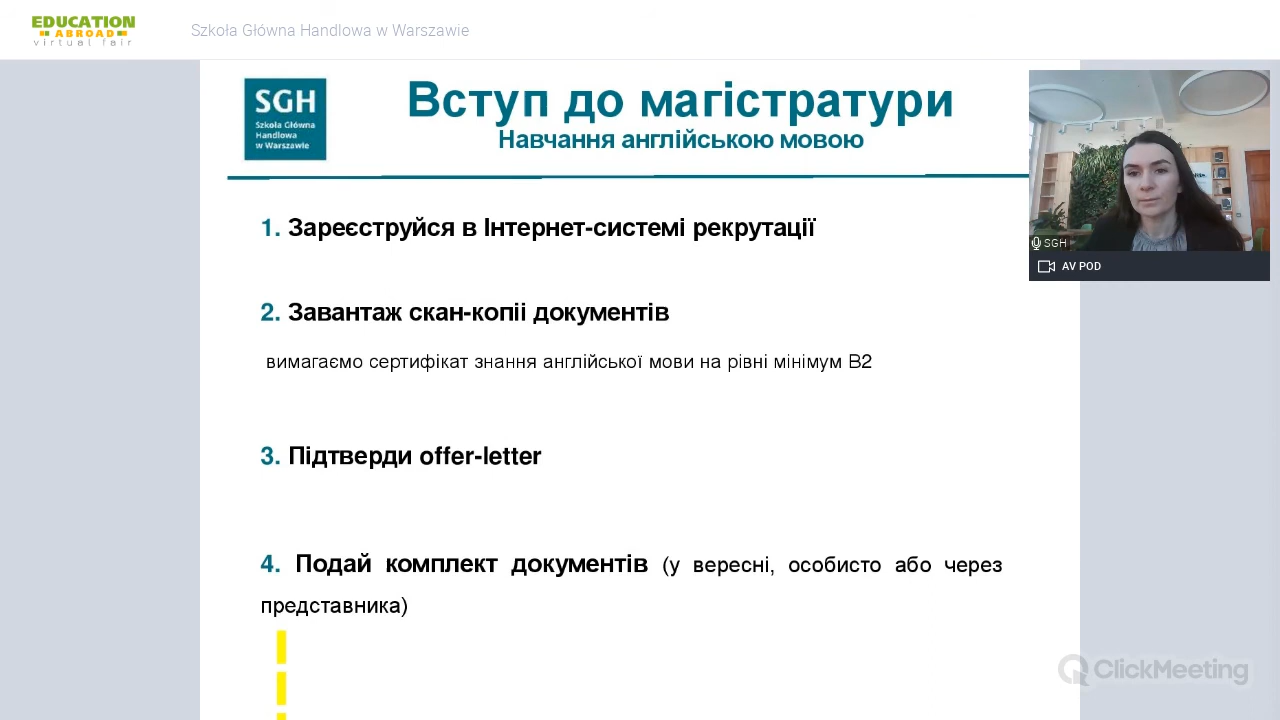 EDUCATION
ABROAD
virtual fair
Szkoła Główna Handlowa w Warszawie
SGH
Szkoła Główna
Handlowa
w Warszawie
Вступ до магістратури
Навчання англійською мовою
1. Зареєструйся в Інтернет-системі рекрутації
2. Завантаж скан-копіі документів
вимагаємо сертифікат знання англійської мови на рівні мінімум B2
3. Підтверди offer-letter
4. Подай комплект документів (у вересні, особисто або через
представника)
SGH
AV POD
ClickMeeting